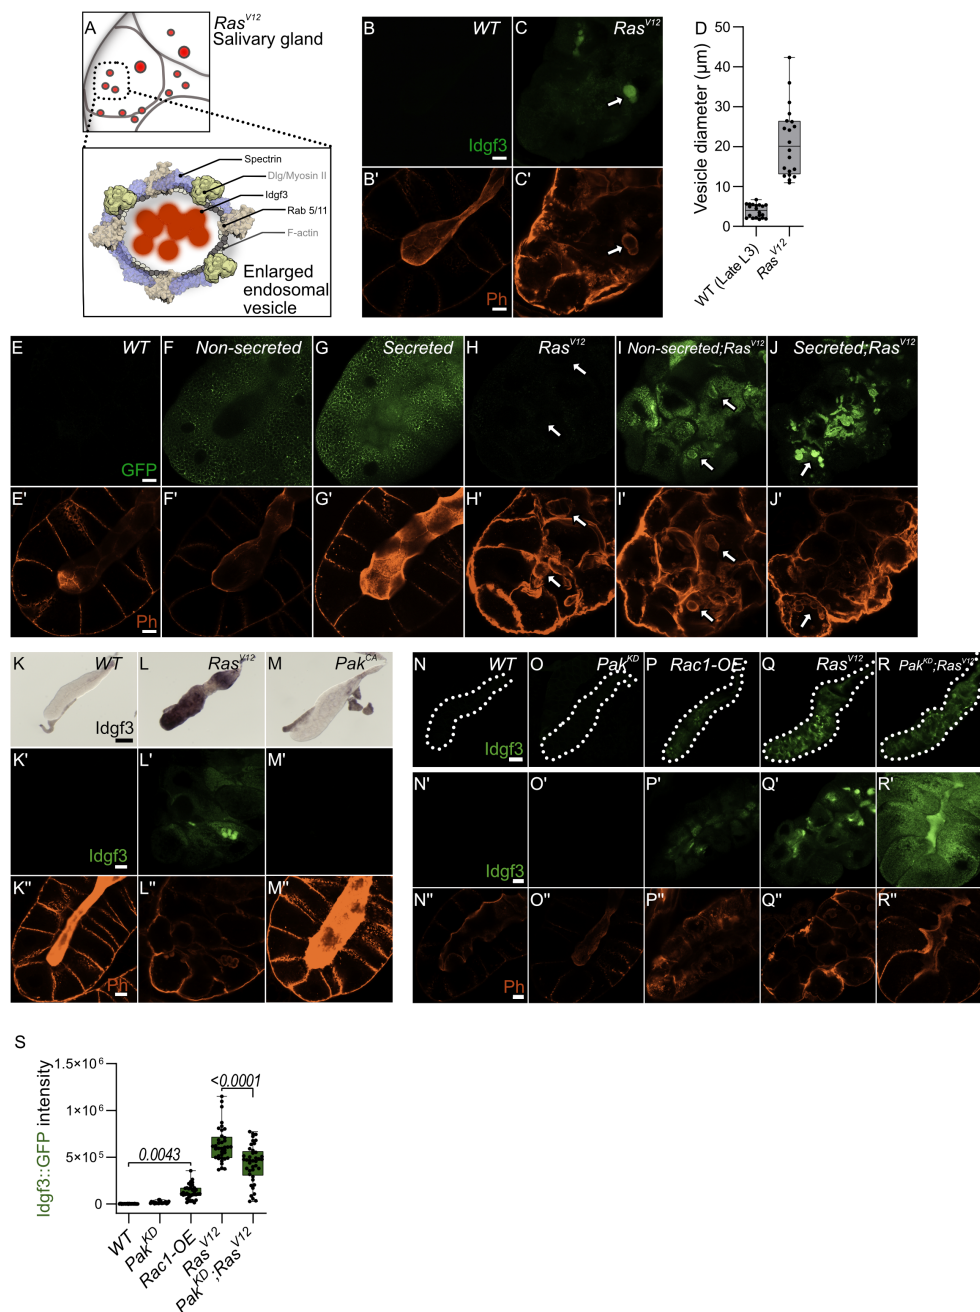 A
Ras^V12
Salivary gland
Spectrin
Dlg/Myosin II
Idgf3
Rab 5/11
F-actin
Enlarged
endosomal
vesicle
B WT
C Ras^V12
Idgf3
B'
C'
Ph
D
Vesicle diameter (μm)
50
40
30
20
10
0
WT (Late L3)
Ras^V12
E WT
F Non-secreted
G Secreted
H Ras^V12
I Non-secreted;Ras^V12
J Secreted;Ras^V12
GFP
E'
F'
G'
H'
I'
J'
Ph
K WT
L Ras^V12
M Pak^CA
Idgf3
K'
L'
M'
Idgf3
K"
L"
M"
Ph
N WT
O Pak^KD
P Rac1-OE
Q Ras^V12
R Pak^KD;Ras^V12
Idgf3
N'
O'
P'
Q'
R'
Idgf3
N"
O"
P"
Q"
R"
Ph
S
Idgf3::GFP intensity
1.5×10^6
1×10^6
5×10^5
0
0.0043
<0.0001
WT
Pak^KD
Rac1-OE
Ras^V12
Pak^KD;Ras^V12